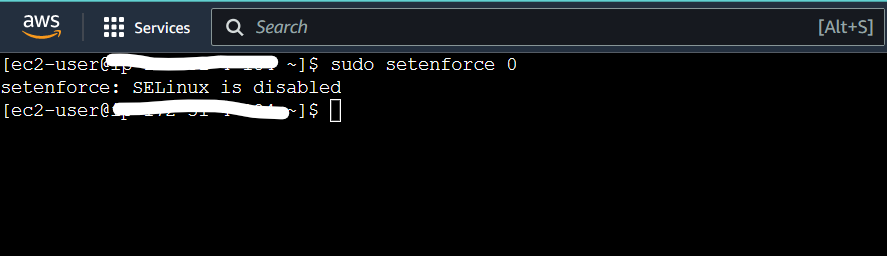 aws
Services
Search
[Alt+S]
[ec2-user@ ~]$ sudo setenforce 0
setenforce: SELinux is disabled
[ec2-user@ ~]$